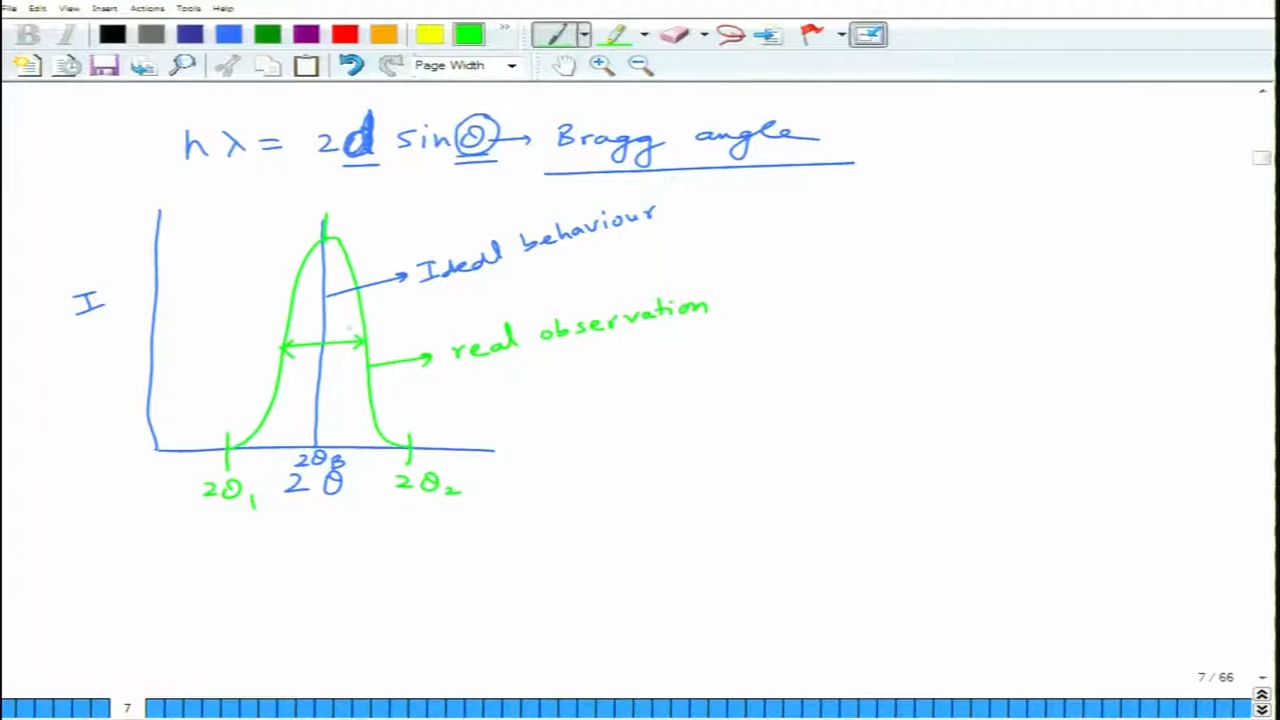 File Edit View Insert Actions Tools Help
B I
Page Width
nλ = 2d sinθ → Bragg angle
Ideal behaviour
I
real observation
2θB
2θ1 2θ 2θ2
7 / 66
7